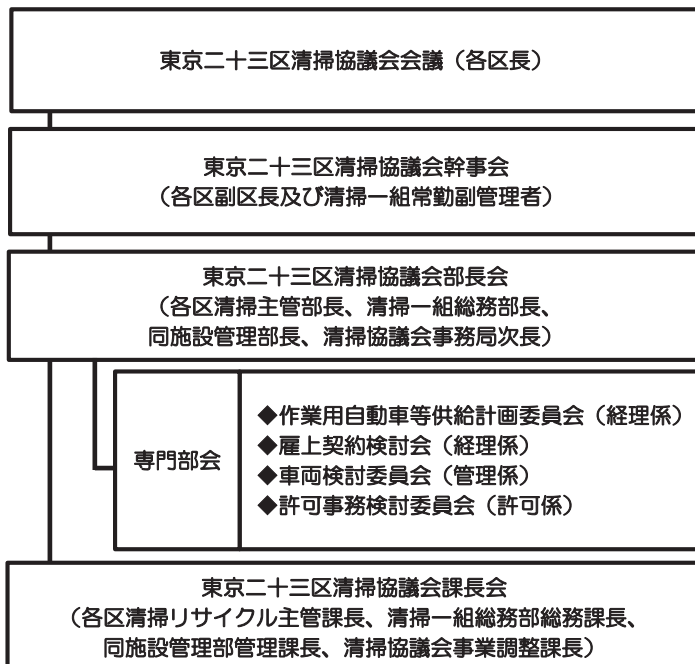 東京二十三区清掃協議会会議（各区長）
東京二十三区清掃協議会幹事会
（各区副区長及び清掃一組常勤副管理者）
東京二十三区清掃協議会部長会
（各区清掃主管部長、清掃一組総務部長、
同施設管理部長、清掃協議会事務局次長）
専門部会
◆作業用自動車等供給計画委員会（経理係）
◆雇上契約検討会（経理係）
◆車両検討委員会（管理係）
◆許可事務検討委員会（許可係）
東京二十三区清掃協議会課長会
（各区清掃リサイクル主管課長、清掃一組総務部総務課長、
同施設管理部管理課長、清掃協議会事業調整課長）